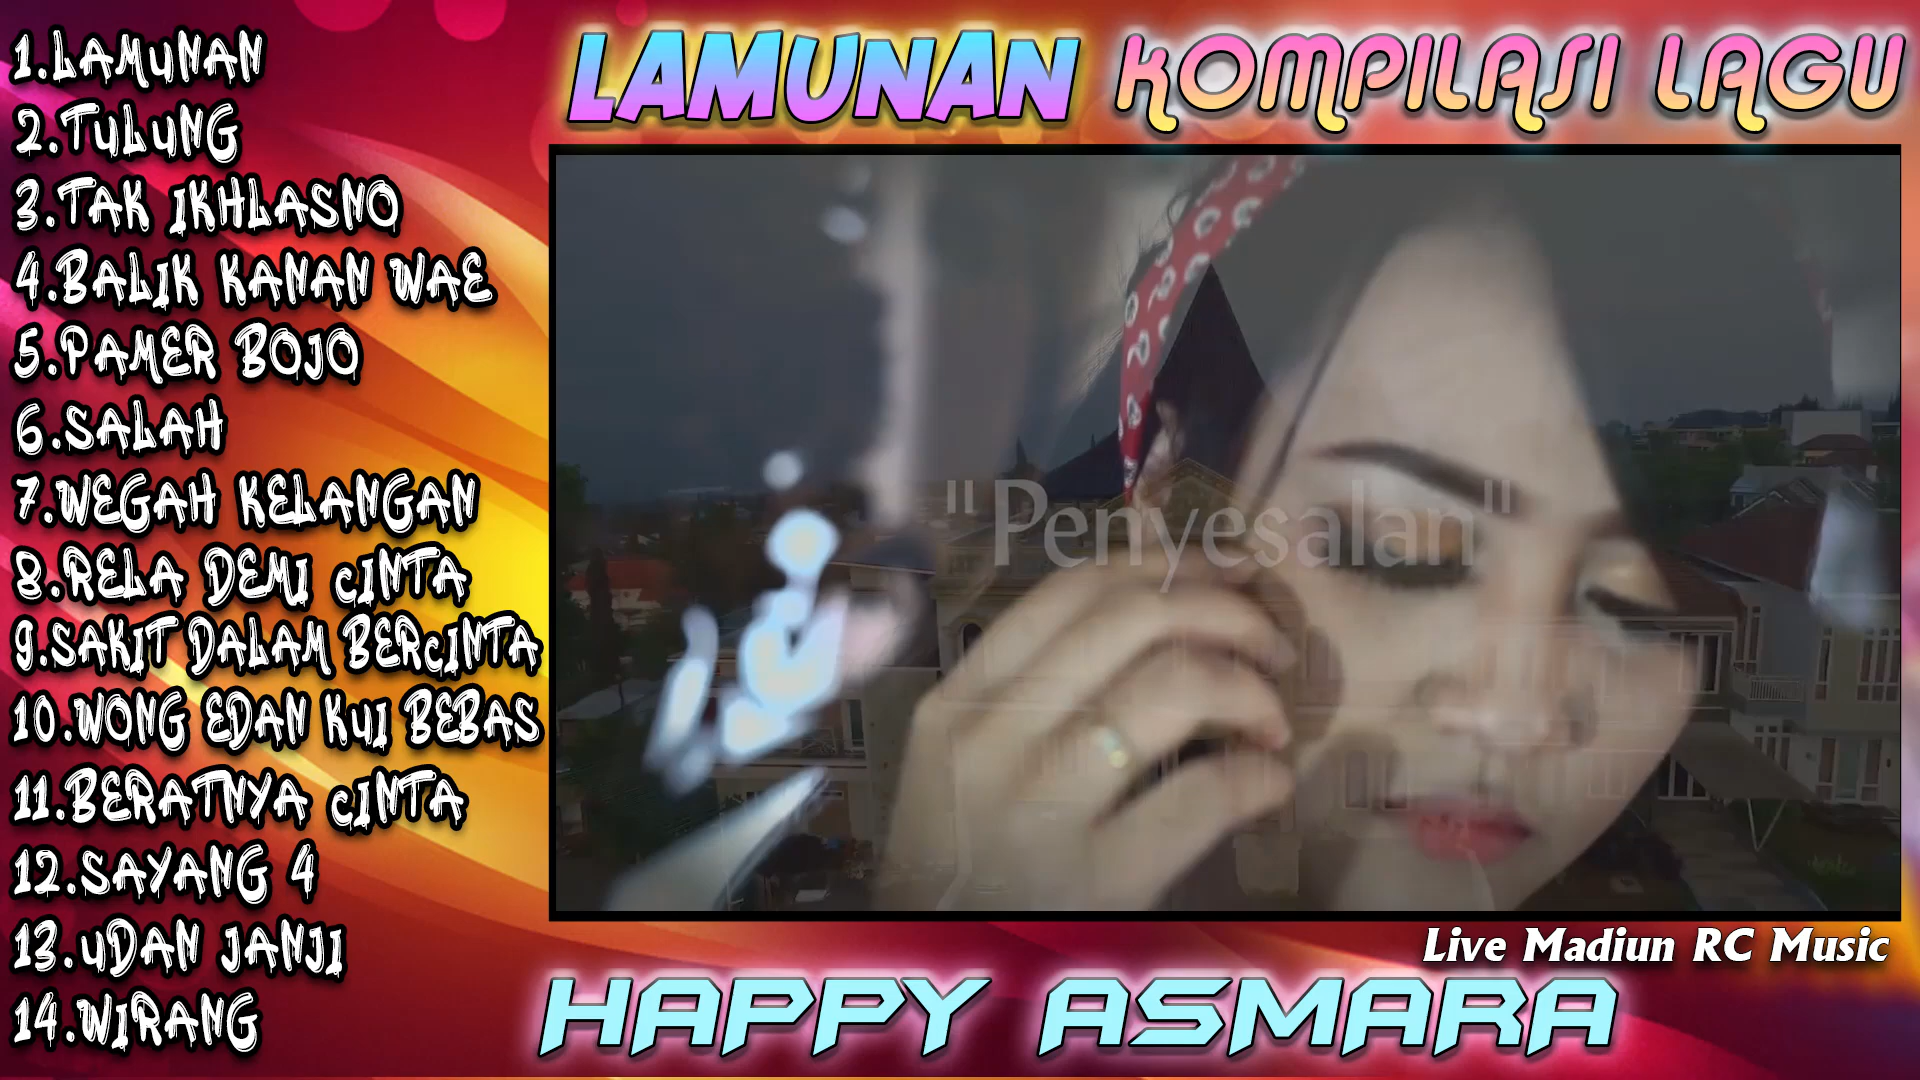 1.LAMUNAN
2.TULUNG
3.TAK IKHLASNO
4.BALIK KANAN WAE
5.PAMER BOJO
6.SALAH
7.WEGAH KELANGAN
8.RELA DEMI CINTA
9.SAKIT DALAM BERCINTA
10.WONG EDAN KUI BEBAS
11.BERATNYA CINTA
12.SAYANG 4
13.UDAN JANJI
14.WIRANG
LAMUNAN KOMPILASI LAGU
"Penyesalan"
Live Madiun RC Music
HAPPY ASMARA